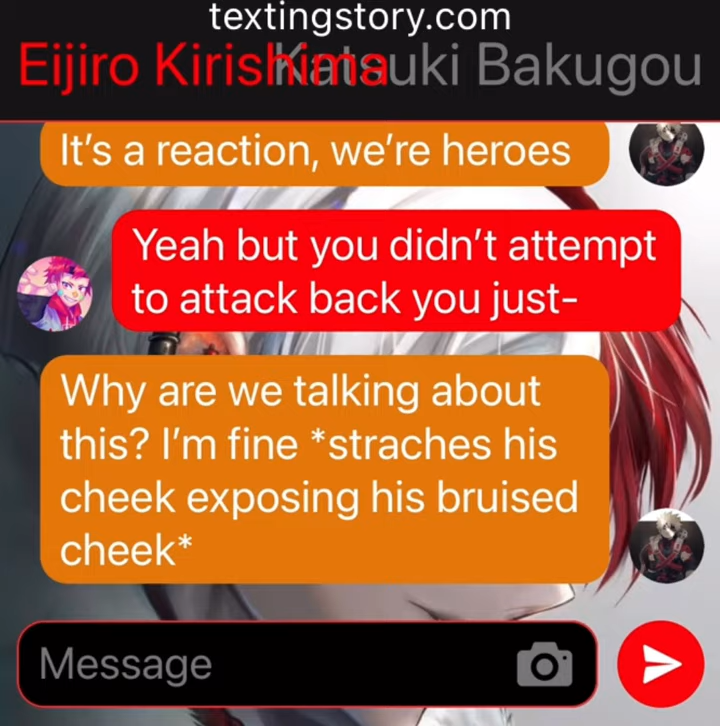 textingstory.com
Eijiro Kirishima Katsuki Bakugou
It's a reaction, we're heroes
Yeah but you didn't attempt
to attack back you just-
Why are we talking about
this? I'm fine *straches his
cheek exposing his bruised
cheek*
Message